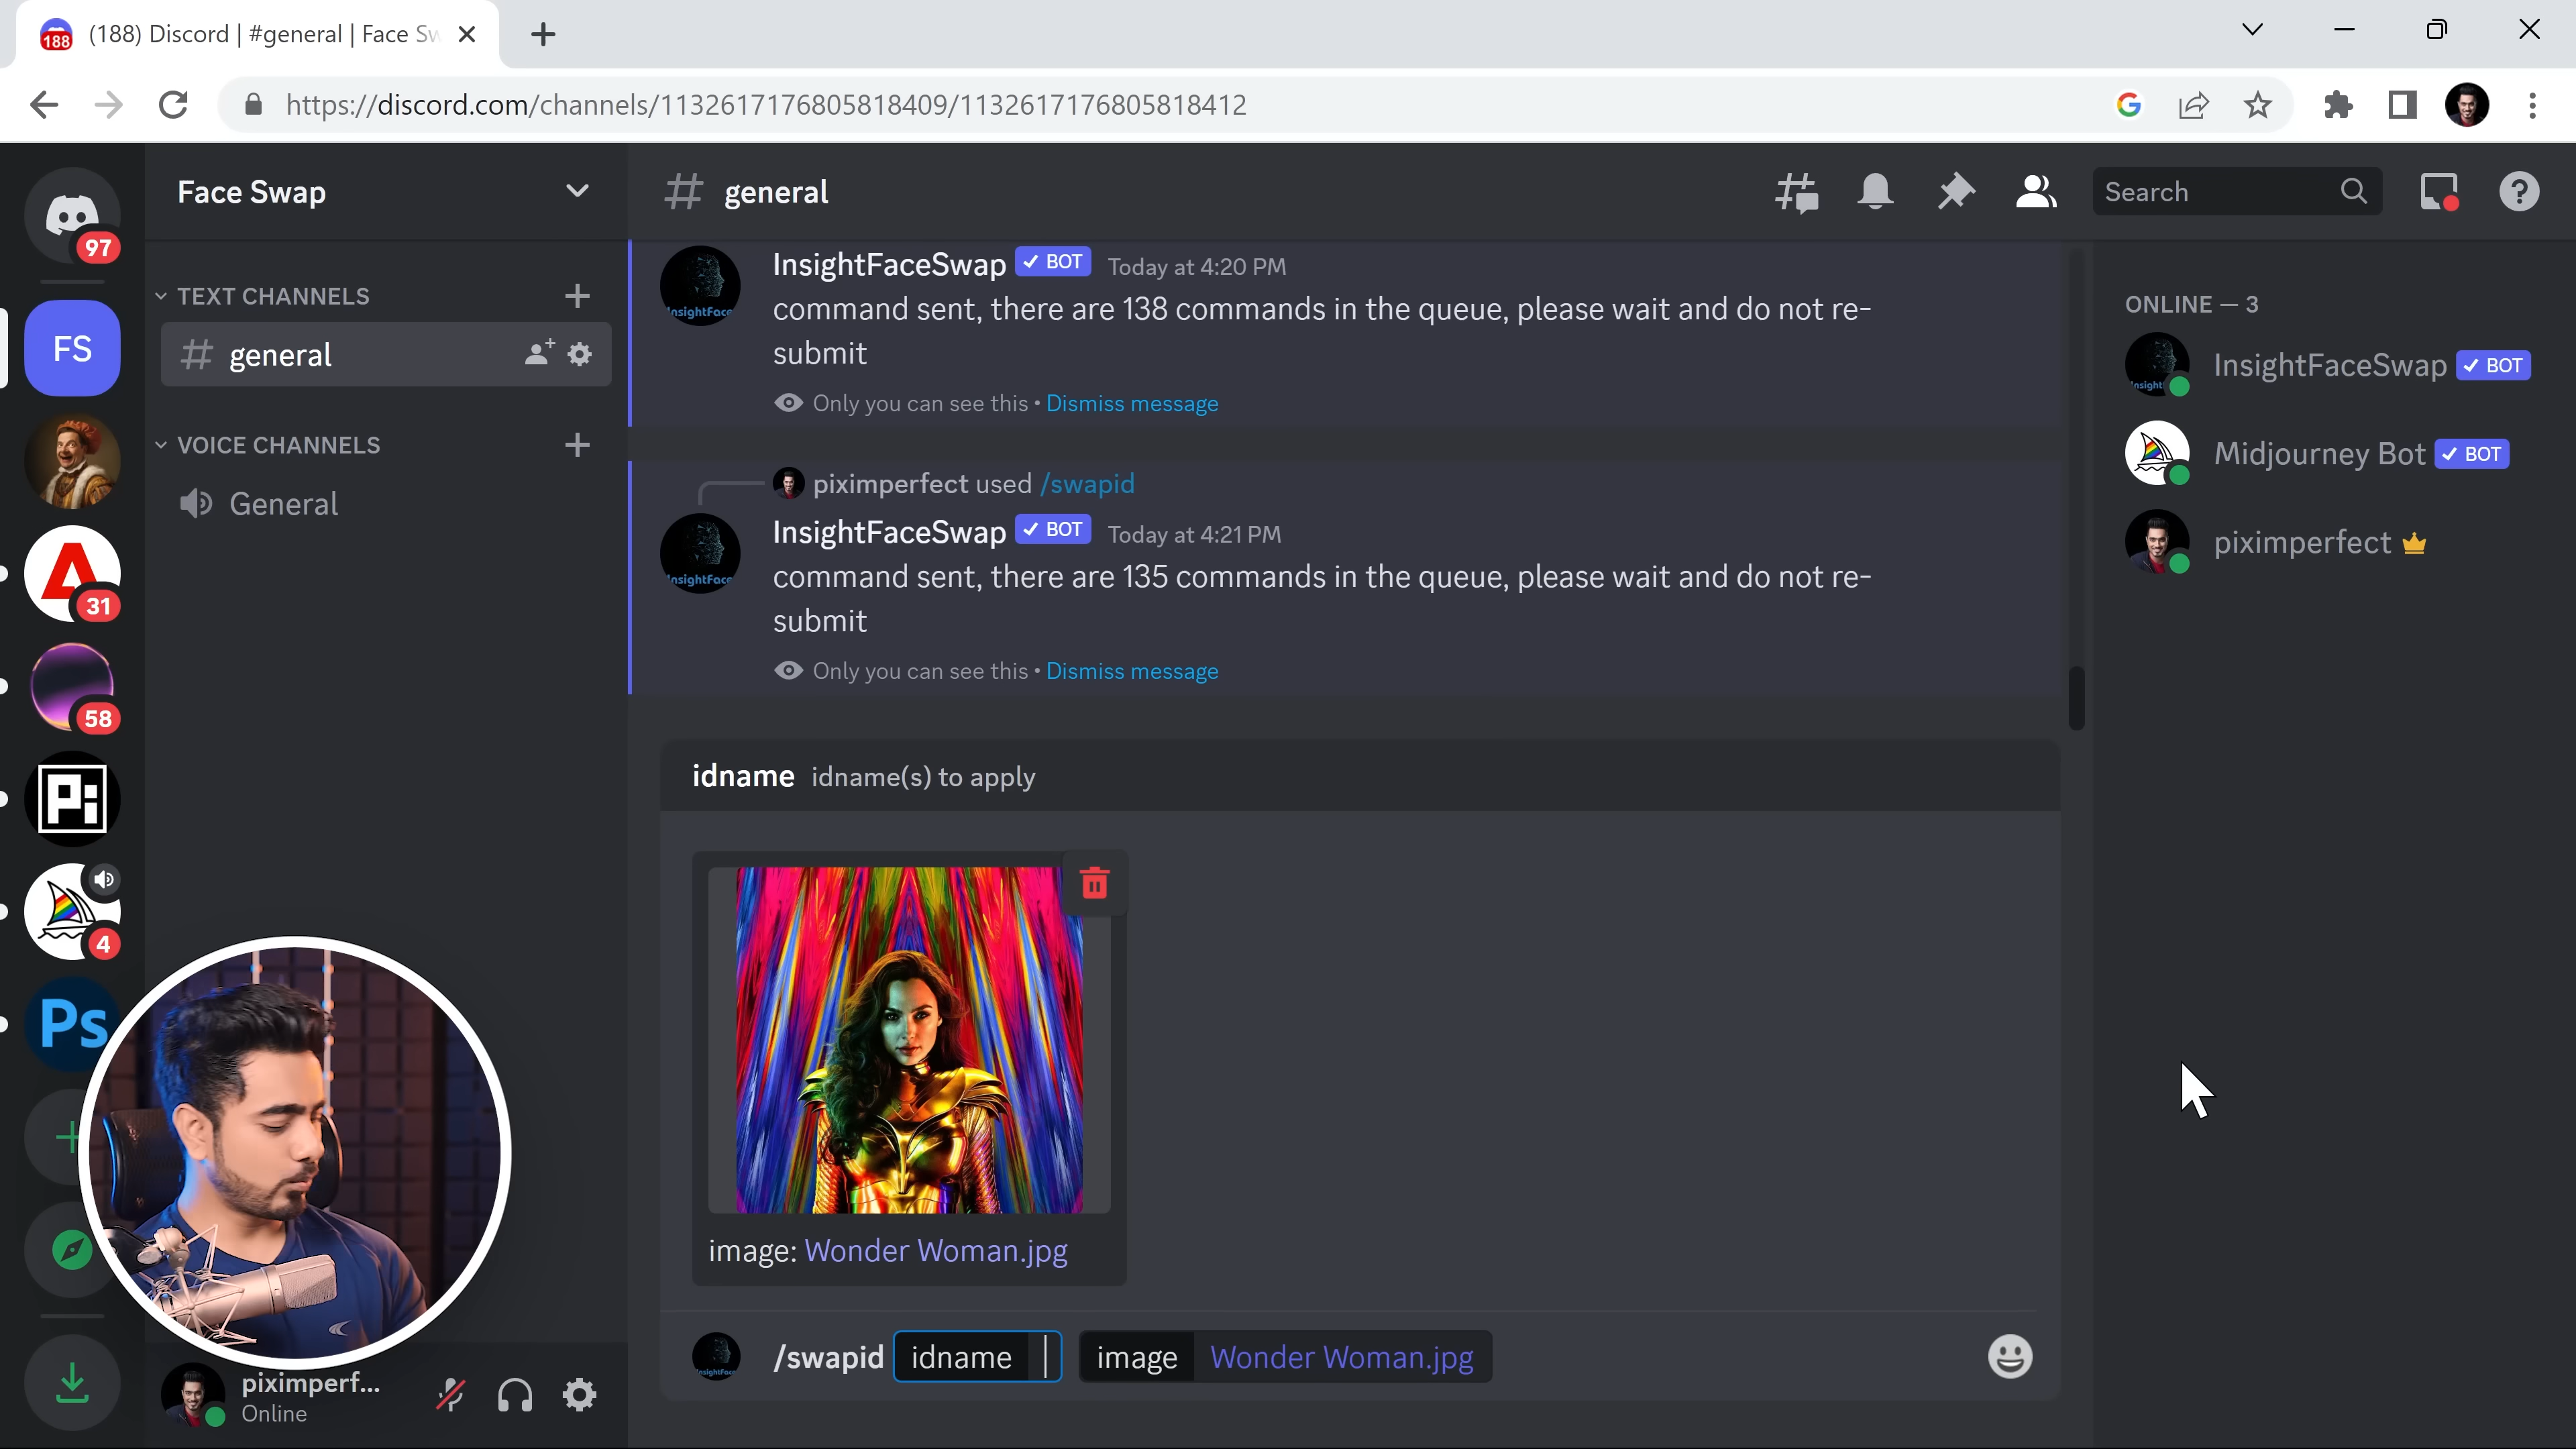 (188) Discord | #general | Face Sw
188
https://discord.com/channels/1132617176805818409/1132617176805818412
97
FS
31
58
Pi
4
Ps
Face Swap
TEXT CHANNELS
general
VOICE CHANNELS
General
piximperf...
Online
general
Search
InsightFaceSwap BOT Today at 4:20 PM
command sent, there are 138 commands in the queue, please wait and do not re-
submit
Only you can see this • Dismiss message
piximperfect used /swapid
InsightFaceSwap BOT Today at 4:21 PM
command sent, there are 135 commands in the queue, please wait and do not re-
submit
Only you can see this • Dismiss message
idname idname(s) to apply
image: Wonder Woman.jpg
/swapid idname image Wonder Woman.jpg
ONLINE — 3
InsightFaceSwap BOT
Midjourney Bot BOT
piximperfect